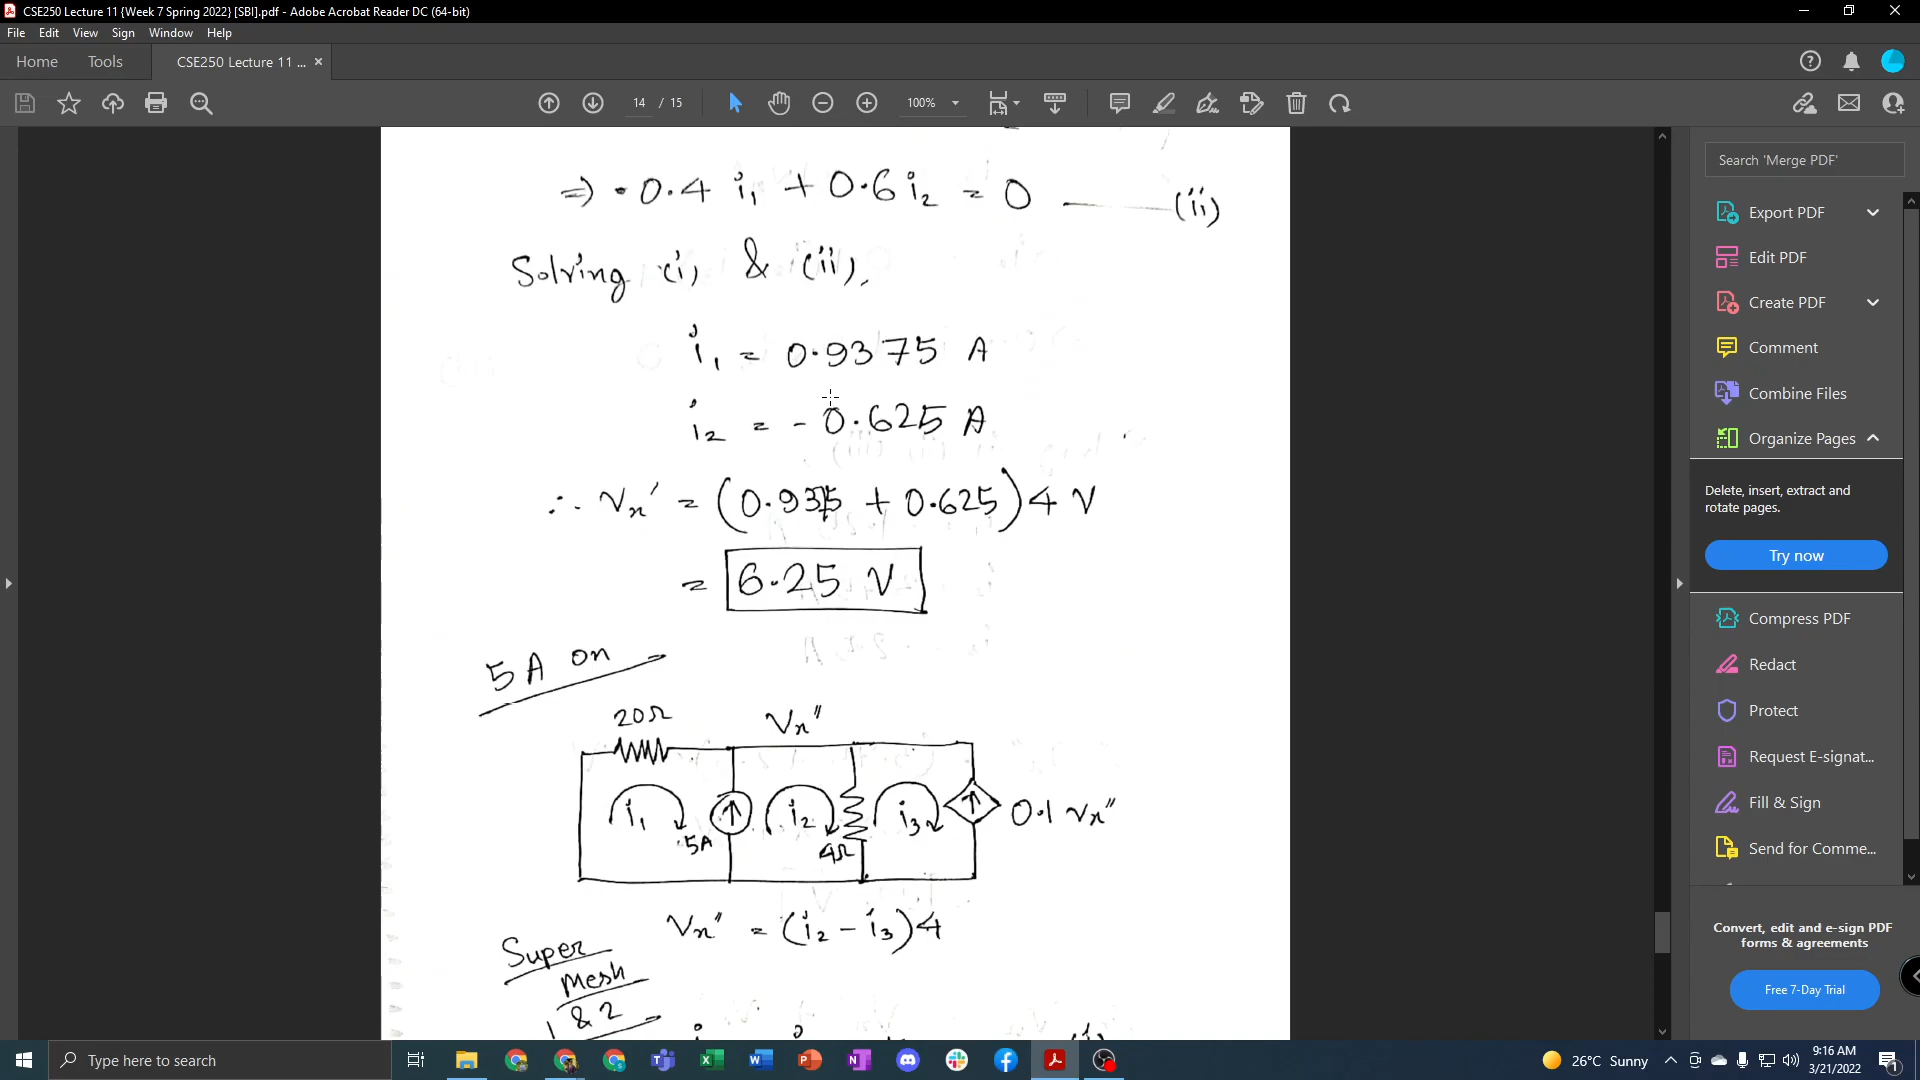 CSE250 Lecture 11 {Week 7 Spring 2022} [SBI].pdf - Adobe Acrobat Reader DC (64-bit)
File Edit View Sign Window Help
Home Tools CSE250 Lecture 11 ... ×
14 / 15 100%
⇒ -0.4 i₁ + 0.6 i₂ = 0 ——— (ii)
Solving (i) & (ii),
i₁ = 0.9375 A
i₂ = - 0.625 A
∴ Vx' = (0.9375 + 0.625) 4 V
= 6.25 V
5 A on
20Ω Vx''
i₁ 5A i₂ 4Ω i₃ 0.1 Vx''
Vx'' = (i₂ - i₃) 4
Super
Mesh
1 & 2
Search 'Merge PDF'
Export PDF
Edit PDF
Create PDF
Comment
Combine Files
Organize Pages
Delete, insert, extract and
rotate pages.
Try now
Compress PDF
Redact
Protect
Request E-signat...
Fill & Sign
Send for Comme...
Convert, edit and e-sign PDF
forms & agreements
Free 7-Day Trial
Type here to search
26°C Sunny
9:16 AM
3/21/2022
1